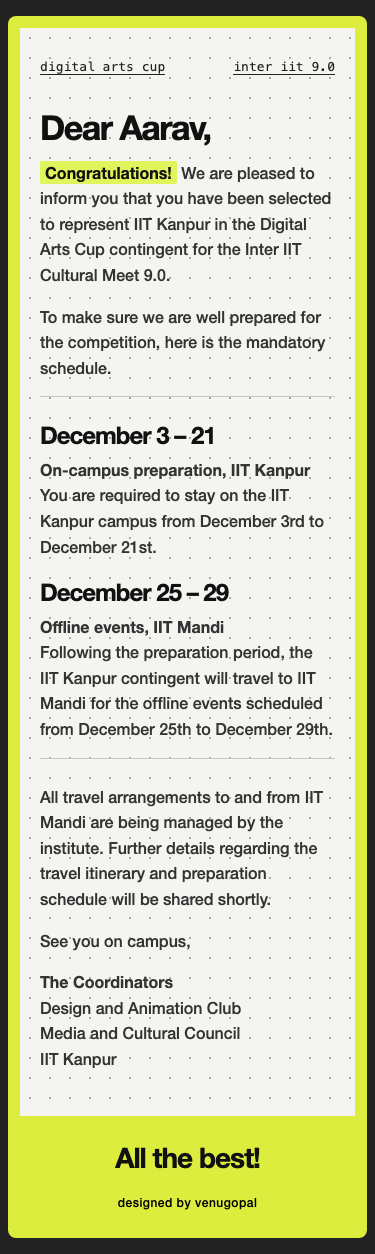 digital arts cup inter iit 9.0
Dear Aarav,
Congratulations! We are pleased to
inform you that you have been selected
to represent IIT Kanpur in the Digital
Arts Cup contingent for the Inter IIT
Cultural Meet 9.0.
To make sure we are well prepared for
the competition, here is the mandatory
schedule.
December 3 – 21
On-campus preparation, IIT Kanpur
You are required to stay on the IIT
Kanpur campus from December 3rd to
December 21st.
December 25 – 29
Offline events, IIT Mandi
Following the preparation period, the
IIT Kanpur contingent will travel to IIT
Mandi for the offline events scheduled
from December 25th to December 29th.
All travel arrangements to and from IIT
Mandi are being managed by the
institute. Further details regarding the
travel itinerary and preparation
schedule will be shared shortly.
See you on campus,
The Coordinators
Design and Animation Club
Media and Cultural Council
IIT Kanpur
All the best!
designed by venugopal